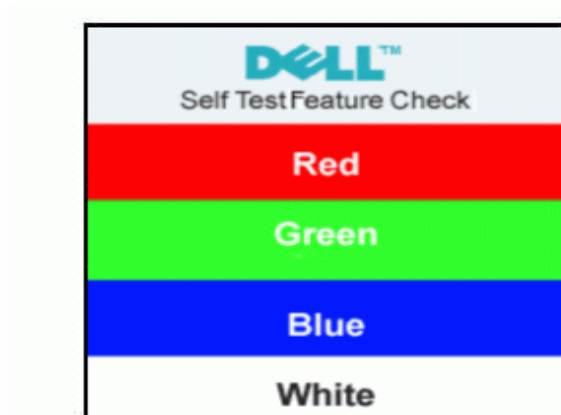 DELL™
Self Test Feature Check
Red
Green
Blue
White